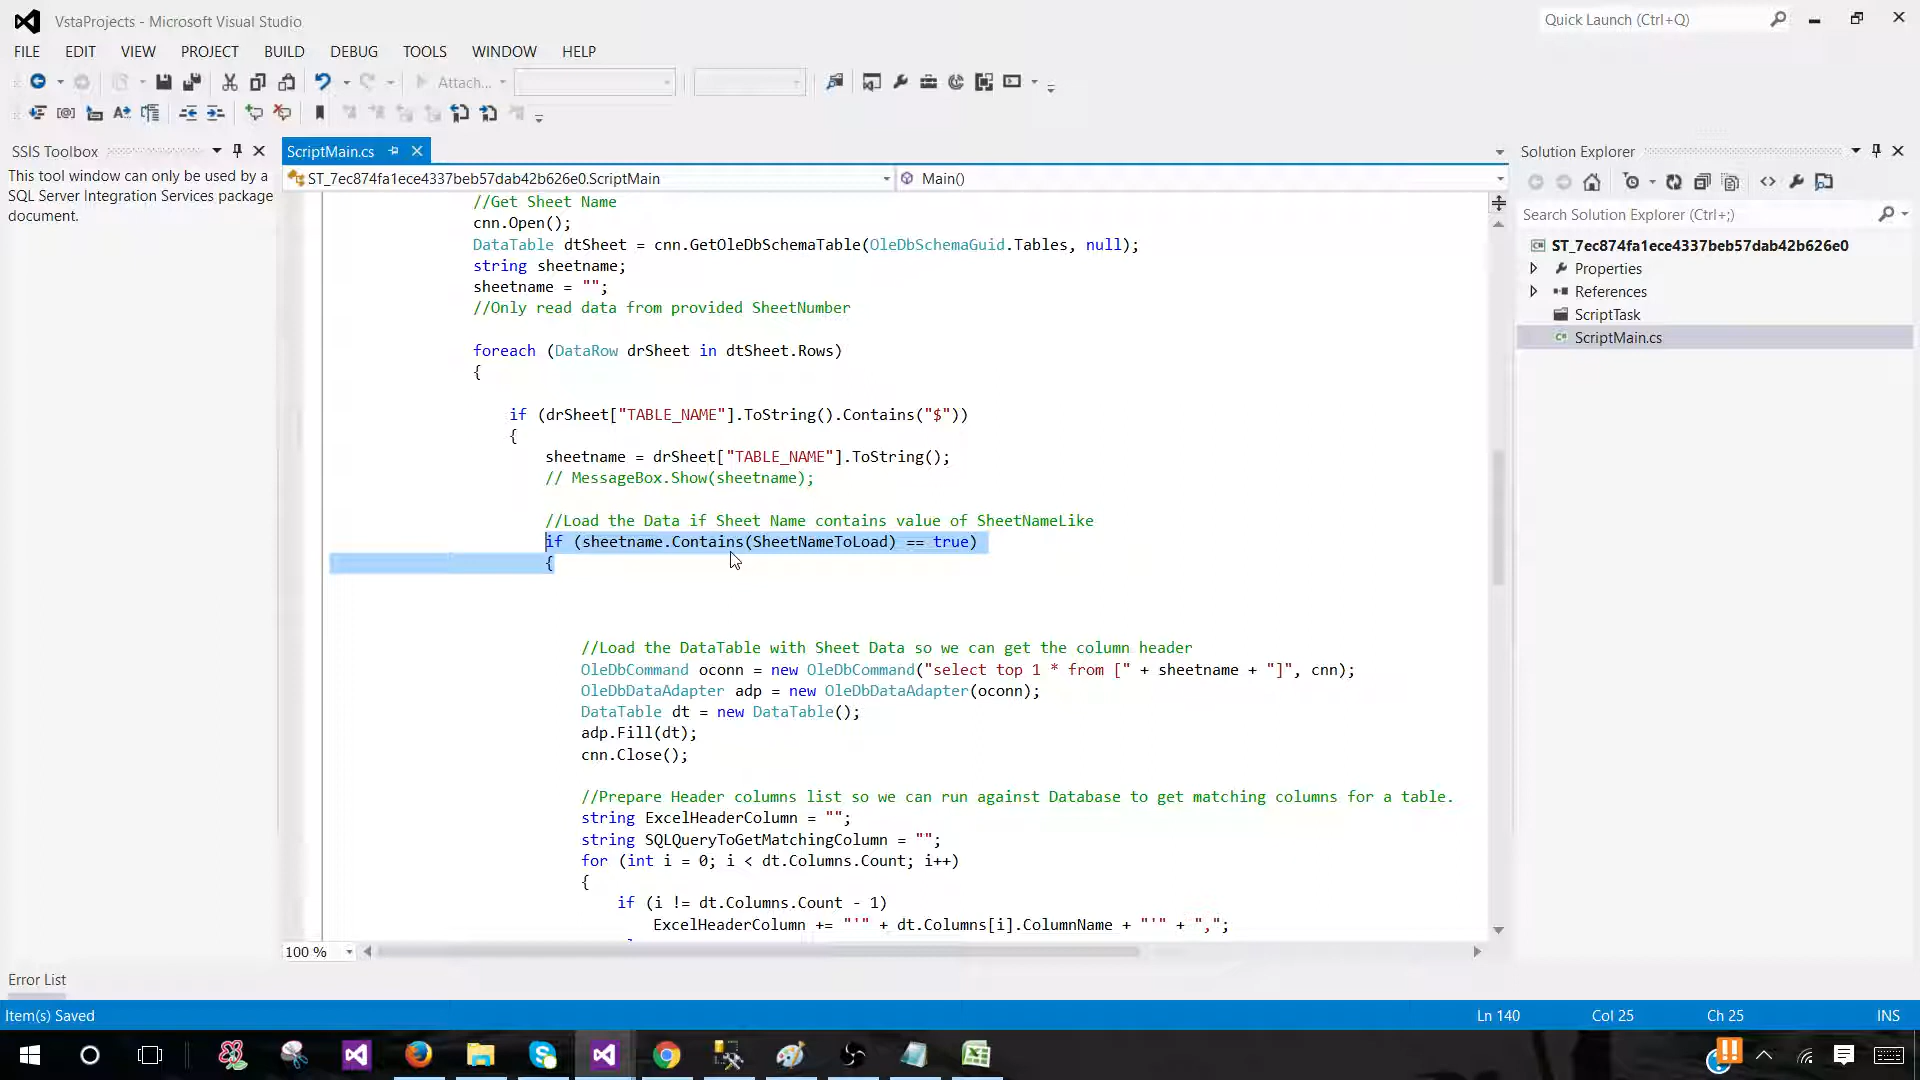 VstaProjects - Microsoft Visual Studio
Quick Launch (Ctrl+Q)
FILE EDIT VIEW PROJECT BUILD DEBUG TOOLS WINDOW HELP
Attach...
SSIS Toolbox
This tool window can only be used by a
SQL Server Integration Services package
document.
ScriptMain.cs
ST_7ec874fa1ece4337beb57dab42b626e0.ScriptMain
Main()
//Get Sheet Name
cnn.Open();
DataTable dtSheet = cnn.GetOleDbSchemaTable(OleDbSchemaGuid.Tables, null);
string sheetname;
sheetname = "";
//Only read data from provided SheetNumber
foreach (DataRow drSheet in dtSheet.Rows)
{
if (drSheet["TABLE_NAME"].ToString().Contains("$"))
{
sheetname = drSheet["TABLE_NAME"].ToString();
// MessageBox.Show(sheetname);
//Load the Data if Sheet Name contains value of SheetNameLike
if (sheetname.Contains(SheetNameToLoad) == true)
{
//Load the DataTable with Sheet Data so we can get the column header
OleDbCommand oconn = new OleDbCommand("select top 1 * from [" + sheetname + "]", cnn);
OleDbDataAdapter adp = new OleDbDataAdapter(oconn);
DataTable dt = new DataTable();
adp.Fill(dt);
cnn.Close();
//Prepare Header columns list so we can run against Database to get matching columns for a table.
string ExcelHeaderColumn = "";
string SQLQueryToGetMatchingColumn = "";
for (int i = 0; i < dt.Columns.Count; i++)
{
if (i != dt.Columns.Count - 1)
ExcelHeaderColumn += "'" + dt.Columns[i].ColumnName + "'" + ",";
100 %
Solution Explorer
Search Solution Explorer (Ctrl+;)
ST_7ec874fa1ece4337beb57dab42b626e0
Properties
References
ScriptTask
ScriptMain.cs
Error List
Item(s) Saved
Ln 140
Col 25
Ch 25
INS